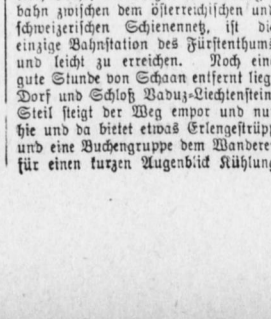 bahn zwischen dem österreichischen un
schweizerischen Schienennetz, ist di
einzige Bahnstation des Fürstenthum
und leicht zu erreichen. Noch ein
gute Stunde von Schaan entfernt lieg
Dorf und Schloß Vaduz-Liechtenstein
Steil steigt der Weg empor und nu
hie und da bietet etwas Erlengestrüpp
und eine Buchengruppe dem Wandere
für einen kurzen Augenblick Kühlung